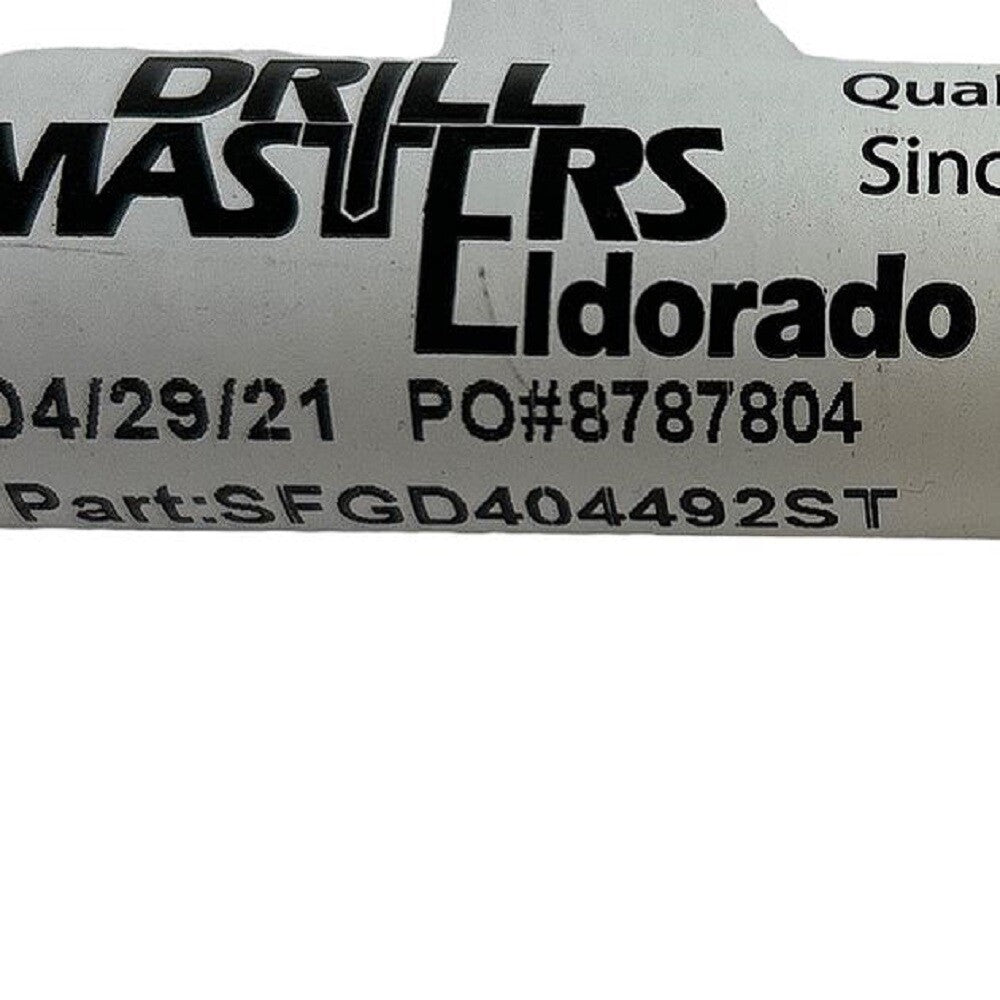 DRILL
MASTERS
Eldorado
04/29/21 PO#8787804
Part:SFGD404492ST